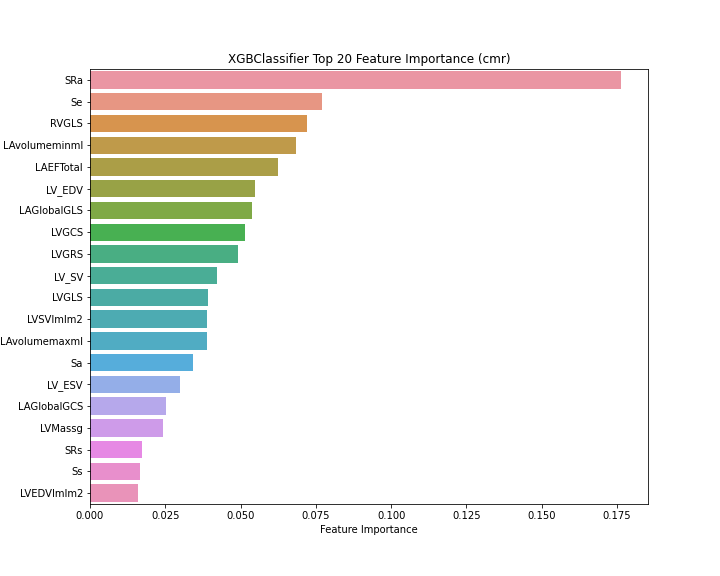 XGBClassifier Top 20 Feature Importance (cmr)
SRa
Se
RVGLS
LAvolumeminml
LAEFTotal
LV_EDV
LAGlobalGLS
LVGCS
LVGRS
LV_SV
LVGLS
LVSVImlm2
LAvolumemaxml
Sa
LV_ESV
LAGlobalGCS
LVMassg
SRs
Ss
LVEDVImlm2
0.000 0.025 0.050 0.075 0.100 0.125 0.150 0.175
Feature Importance